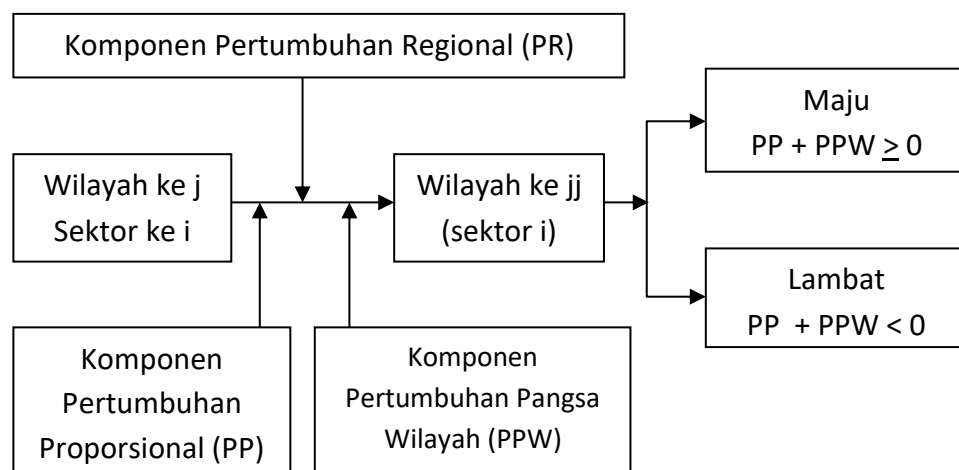 Komponen Pertumbuhan Regional (PR)
Maju
PP + PPW ≥ 0
Wilayah ke j
Sektor ke i
Wilayah ke jj
(sektor i)
Lambat
PP + PPW < 0
Komponen
Pertumbuhan
Proporsional (PP)
Komponen
Pertumbuhan Pangsa
Wilayah (PPW)